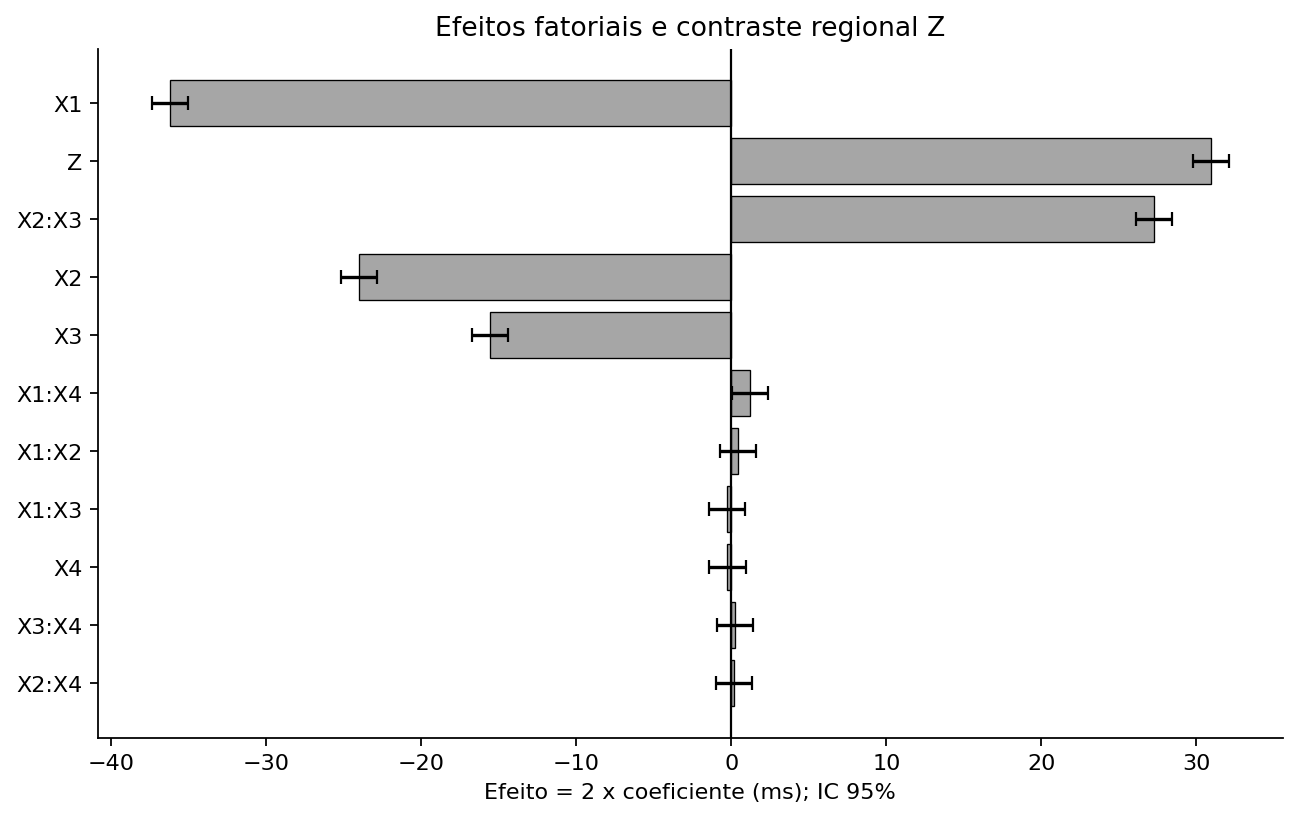 Efeitos fatoriais e contraste regional Z
X1
Z
X2:X3
X2
X3
X1:X4
X1:X2
X1:X3
X4
X3:X4
X2:X4
−40 −30 −20 −10 0 10 20 30
Efeito = 2 x coeficiente (ms); IC 95%